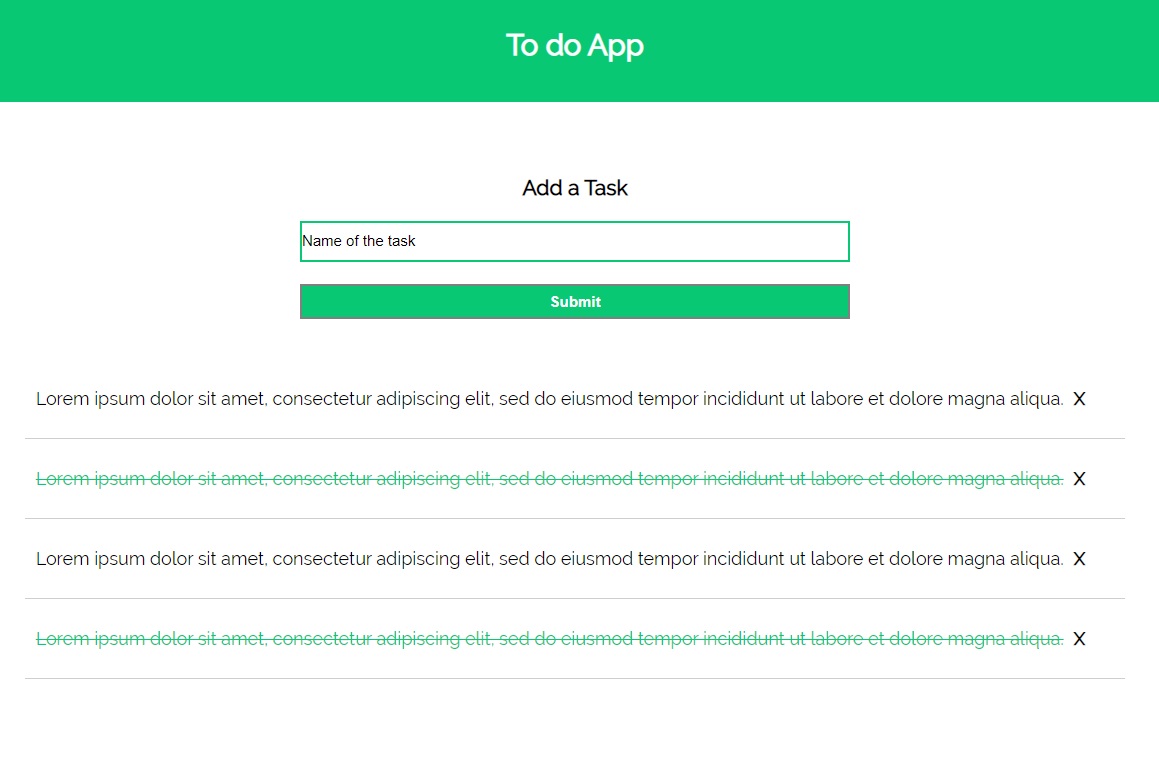 To do App
Add a Task
Name of the task
Submit
Lorem ipsum dolor sit amet, consectetur adipiscing elit, sed do eiusmod tempor incididunt ut labore et dolore magna aliqua. X
Lorem ipsum dolor sit amet, consectetur adipiscing elit, sed do eiusmod tempor incididunt ut labore et dolore magna aliqua. X
Lorem ipsum dolor sit amet, consectetur adipiscing elit, sed do eiusmod tempor incididunt ut labore et dolore magna aliqua. X
Lorem ipsum dolor sit amet, consectetur adipiscing elit, sed do eiusmod tempor incididunt ut labore et dolore magna aliqua. X